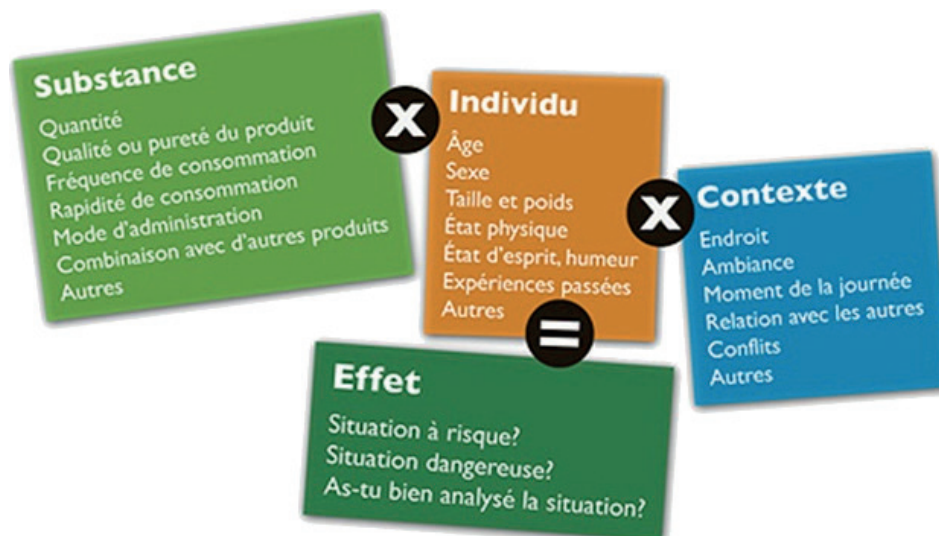 Substance
Quantité
Qualité ou pureté du produit
Fréquence de consommation
Rapidité de consommation
Mode d'administration
Combinaison avec d'autres produits
Autres
X
Individu
Âge
Sexe
Taille et poids
État physique
État d'esprit, humeur
Expériences passées
Autres
X
Contexte
Endroit
Ambiance
Moment de la journée
Relation avec les autres
Conflits
Autres
=
Effet
Situation à risque?
Situation dangereuse?
As-tu bien analysé la situation?